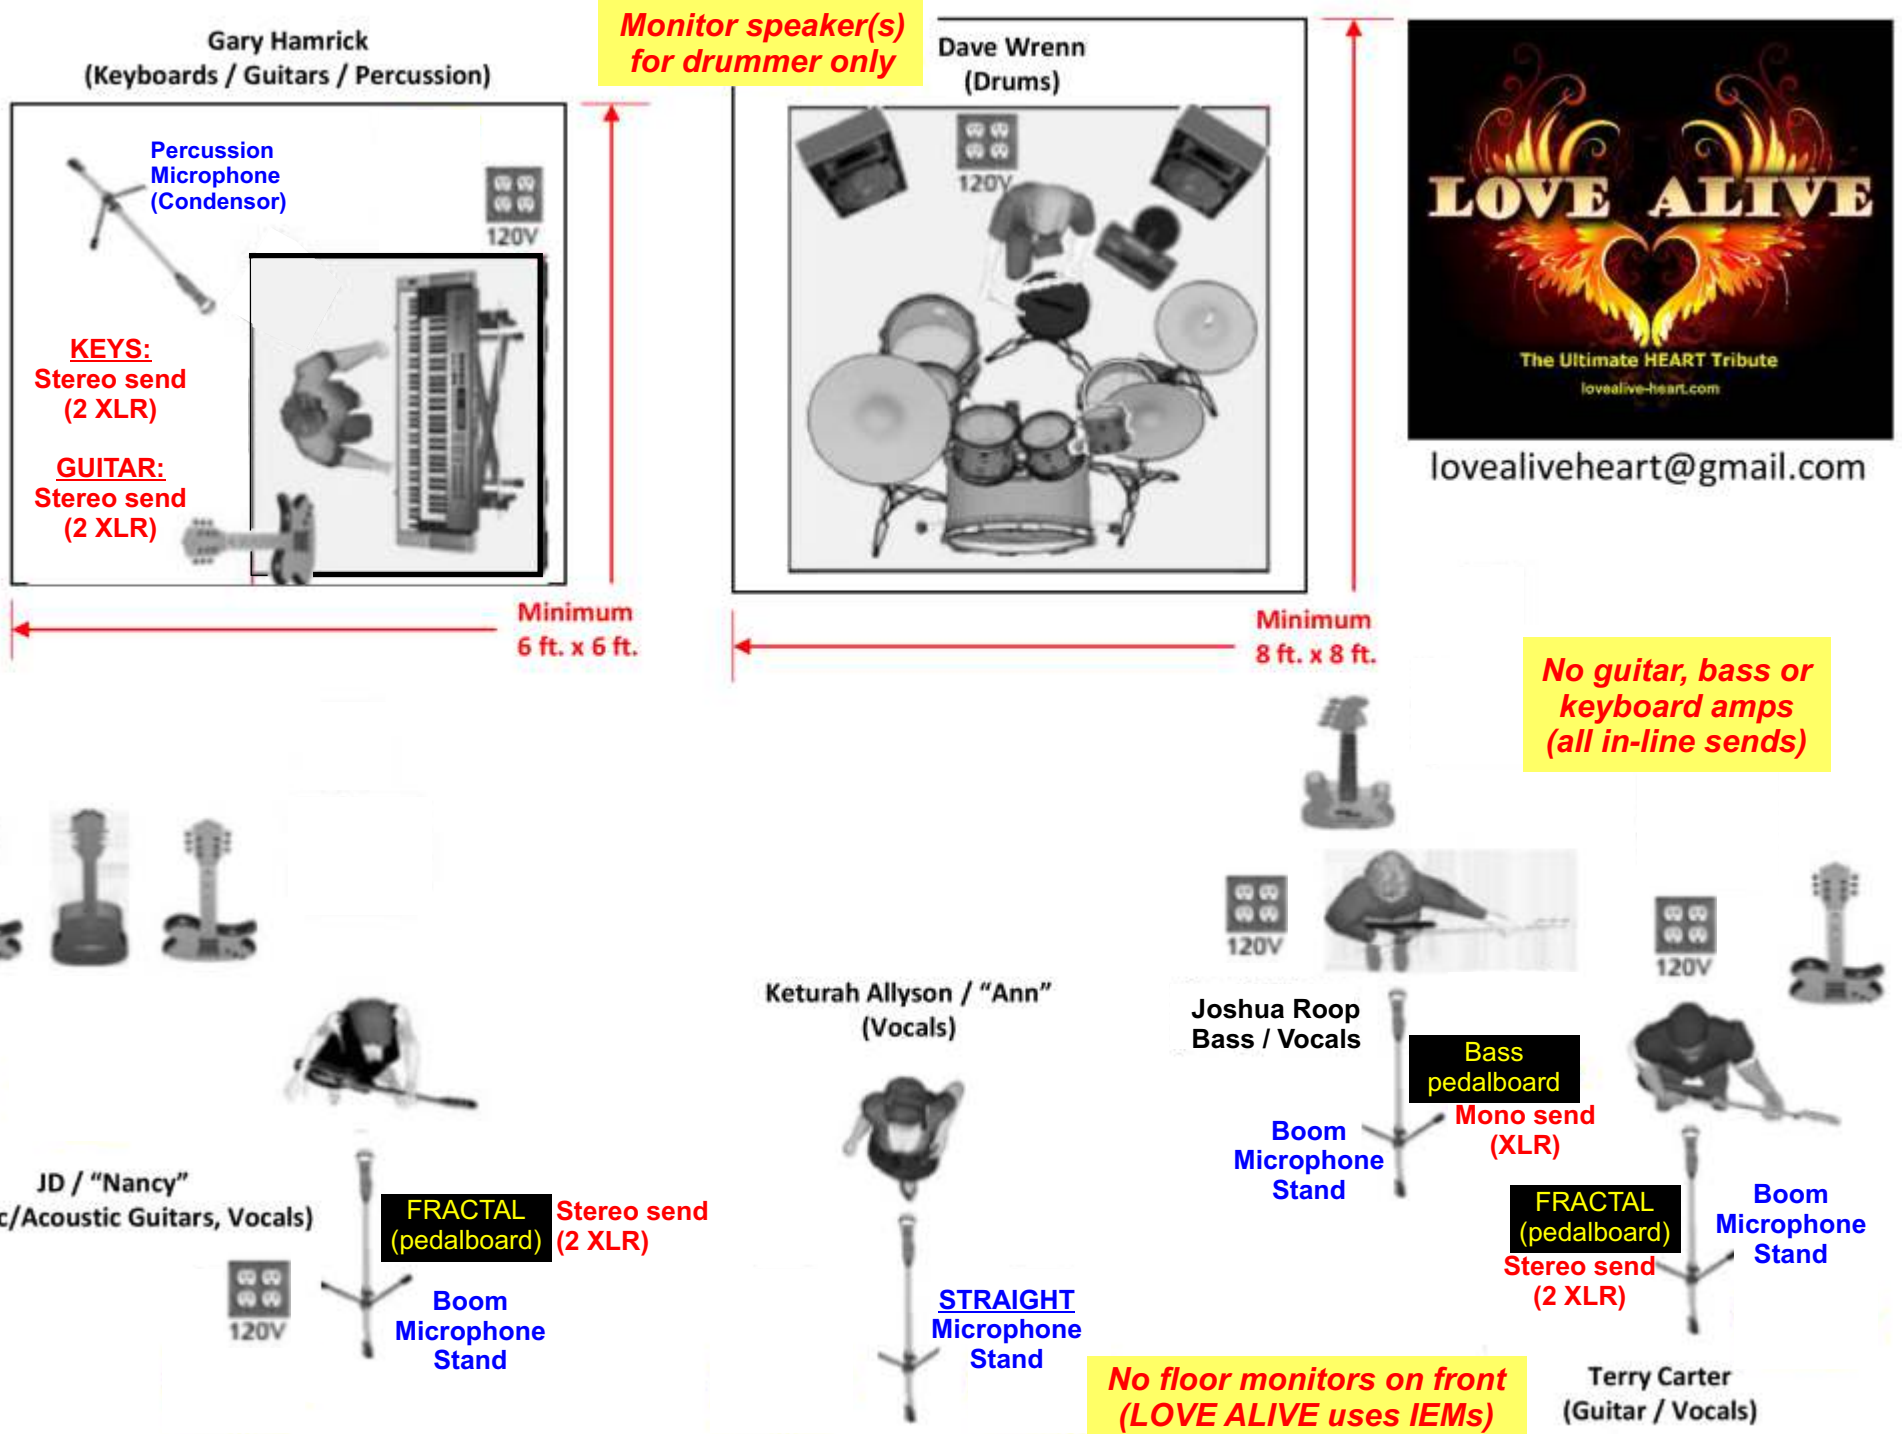 Gary Hamrick
(Keyboards / Guitars / Percussion)
Monitor speaker(s)
for drummer only
Dave Wrenn
(Drums)
Percussion
Microphone
(Condensor)
120V
120V
KEYS:
Stereo send
(2 XLR)
GUITAR:
Stereo send
(2 XLR)
LOVE ALIVE
The Ultimate HEART Tribute
lovealive-heart.com
lovealiveheart@gmail.com
Minimum
6 ft. x 6 ft.
Minimum
8 ft. x 8 ft.
No guitar, bass or
keyboard amps
(all in-line sends)
120V
120V
Keturah Allyson / “Ann”
(Vocals)
Joshua Roop
Bass / Vocals
Bass
pedalboard
Mono send
(XLR)
Boom
Microphone
Stand
JD / “Nancy”
c/Acoustic Guitars, Vocals)
FRACTAL
(pedalboard)
Stereo send
(2 XLR)
120V
Boom
Microphone
Stand
STRAIGHT
Microphone
Stand
FRACTAL
(pedalboard)
Stereo send
(2 XLR)
Boom
Microphone
Stand
No floor monitors on front
(LOVE ALIVE uses IEMs)
Terry Carter
(Guitar / Vocals)